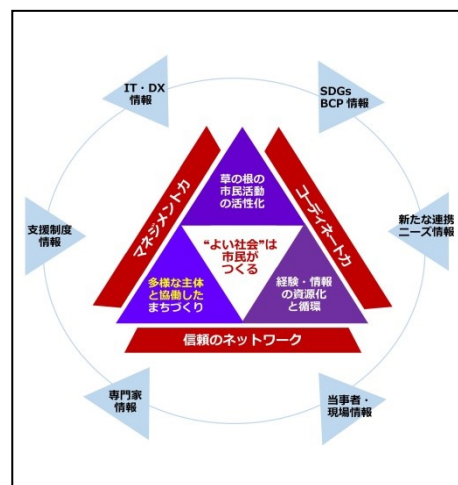 IT・DX
情報
SDGs
BCP 情報
支援制度
情報
新たな連携
ニーズ情報
専門家
情報
当事者・
現場情報
マネジメント力
コーディネート力
信頼のネットワーク
草の根の
市民活動
の活性化
“よい社会”は
市民が
つくる
多様な主体
と協働した
まちづくり
経験・情報
の資源化
と循環